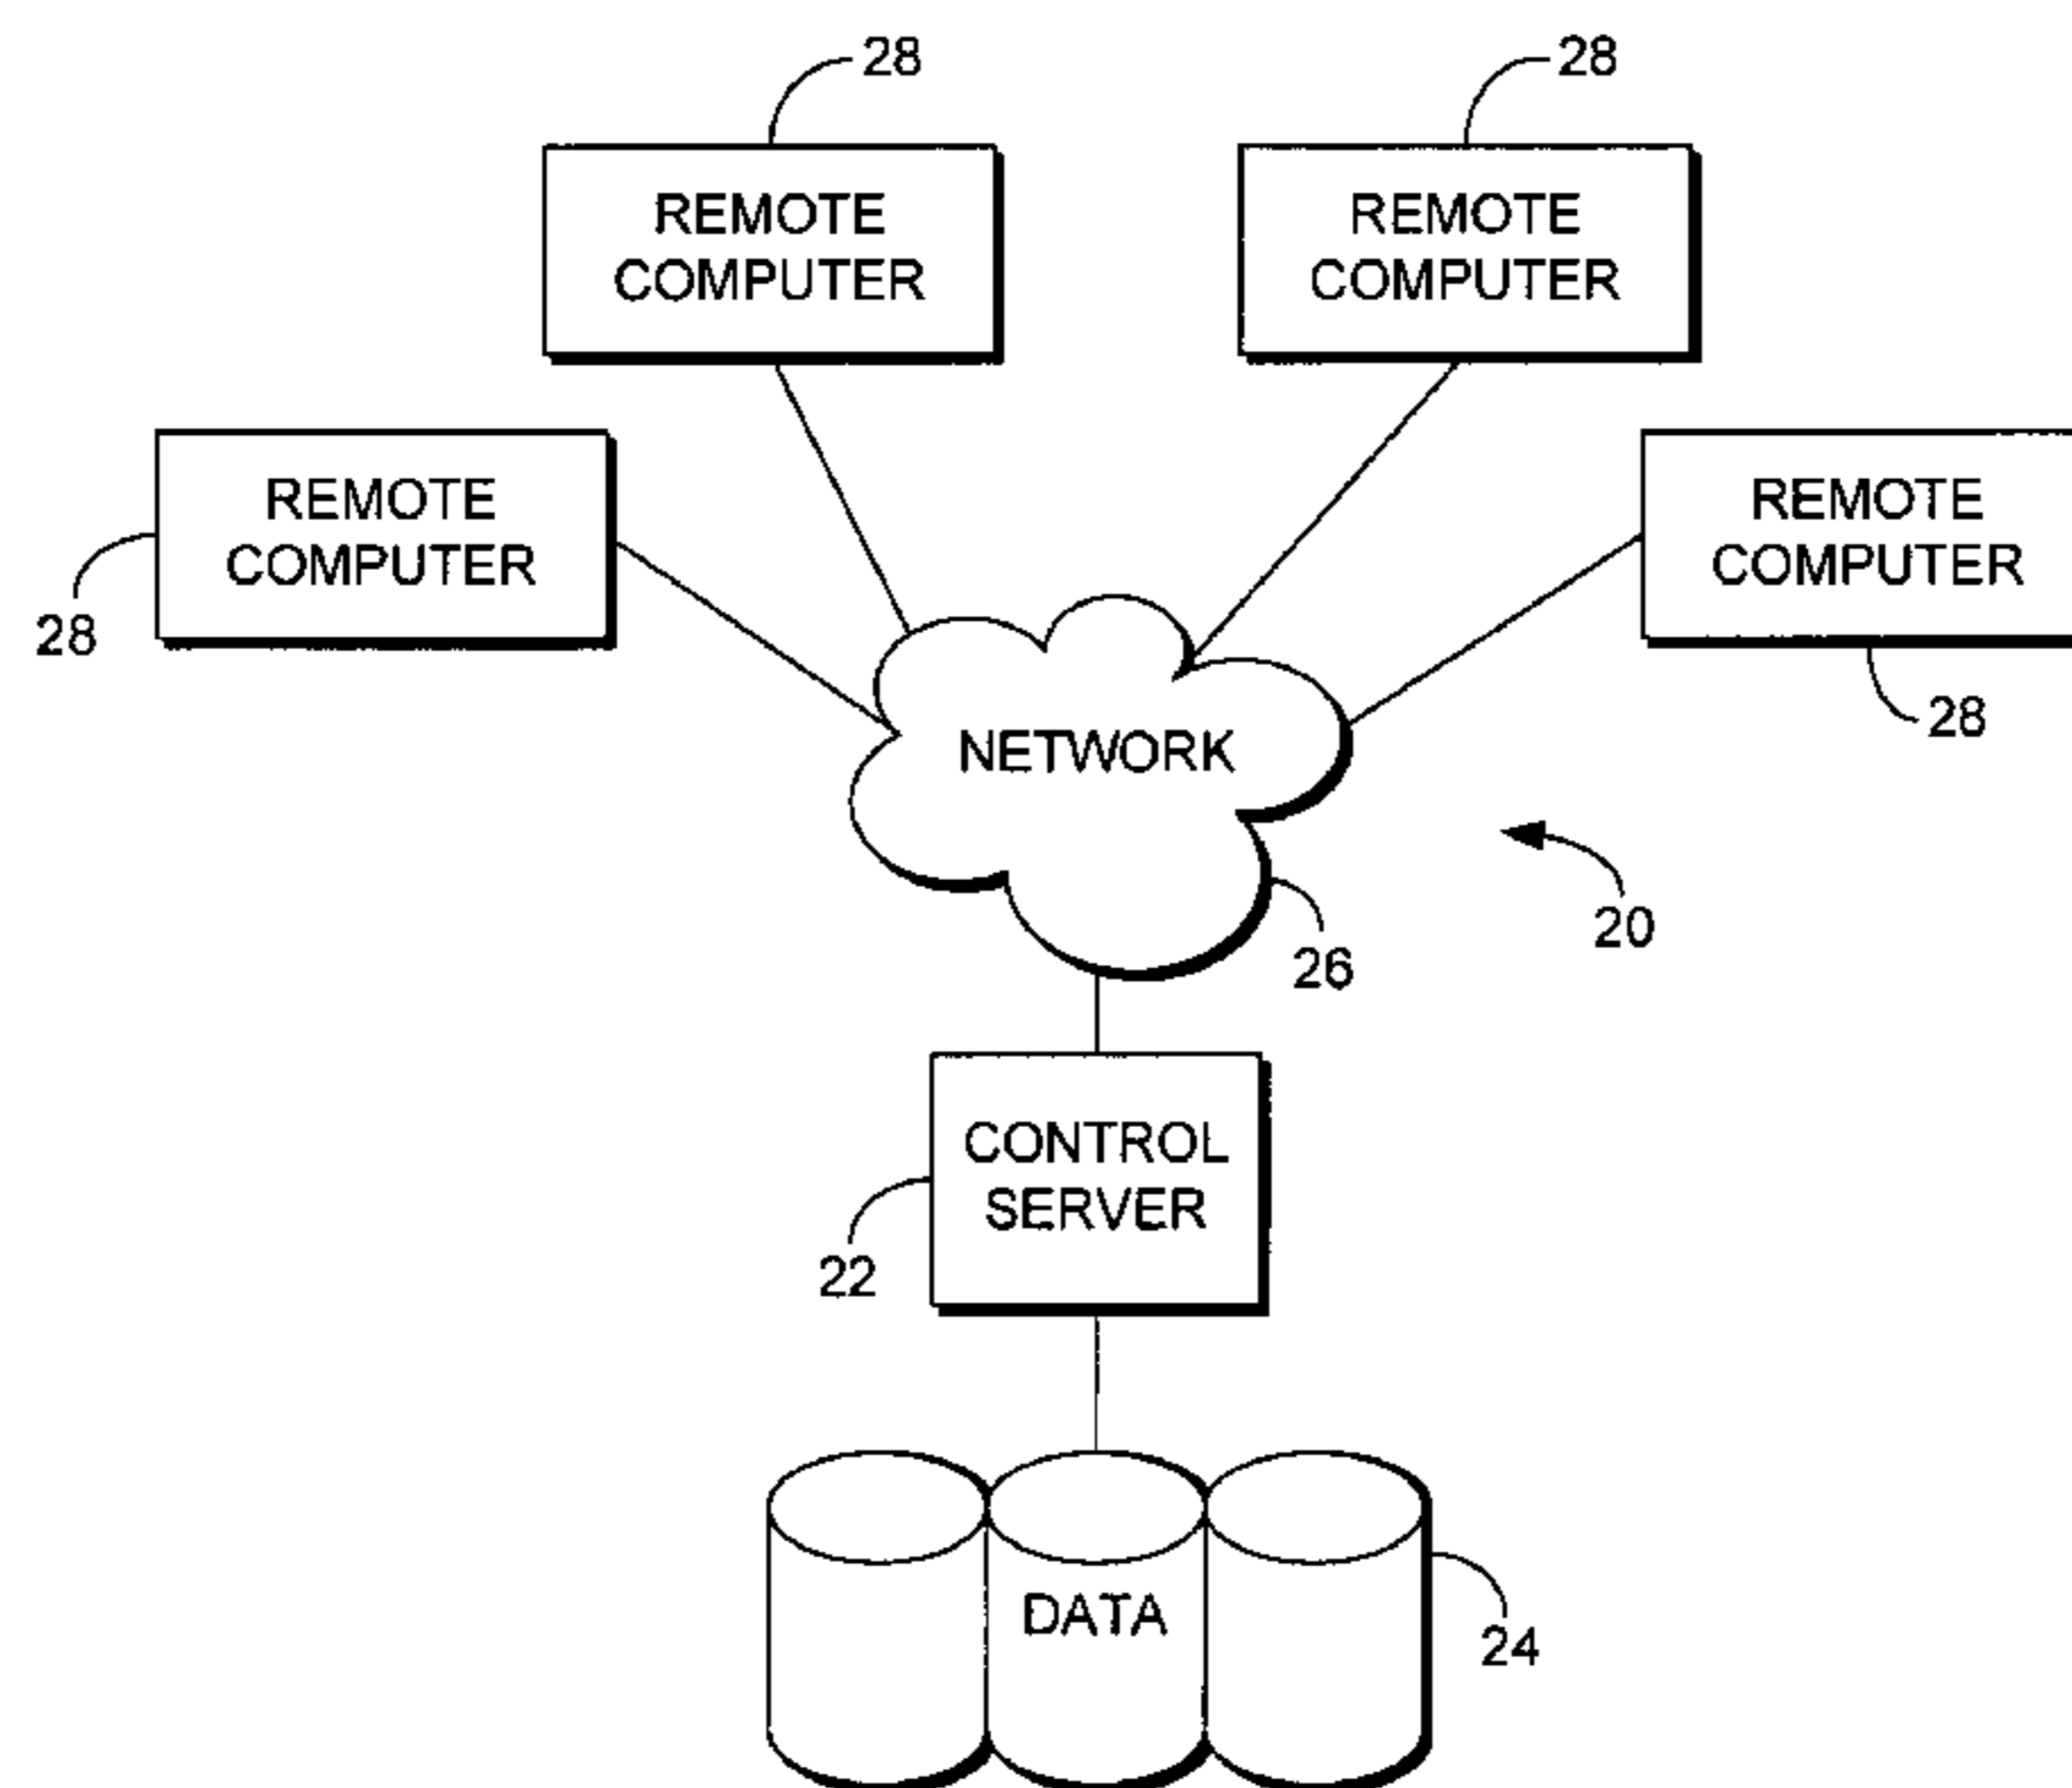 28
28
REMOTE
COMPUTER
REMOTE
COMPUTER
REMOTE
COMPUTER
REMOTE
COMPUTER
28
28
NETWORK
20
26
CONTROL
SERVER
22
DATA
24